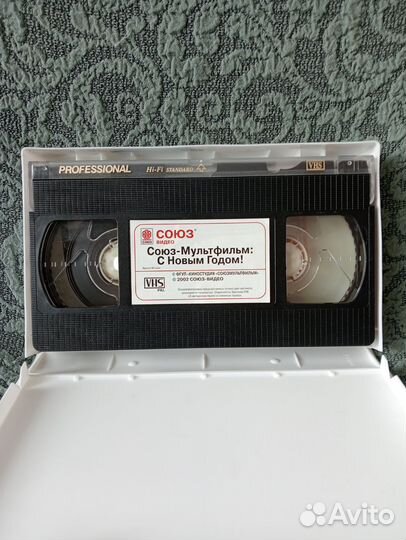 PROFESSIONAL Hi-Fi STANDARD VHS
СОЮЗ
ВИДЕО
Союз-Мультфильм:
С Новым Годом!
© ФГУП «КИНОСТУДИЯ «СОЮЗМУЛЬТФИЛЬМ»
© 2002 СОЮЗ-ВИДЕО
VHS
PAL
Avito